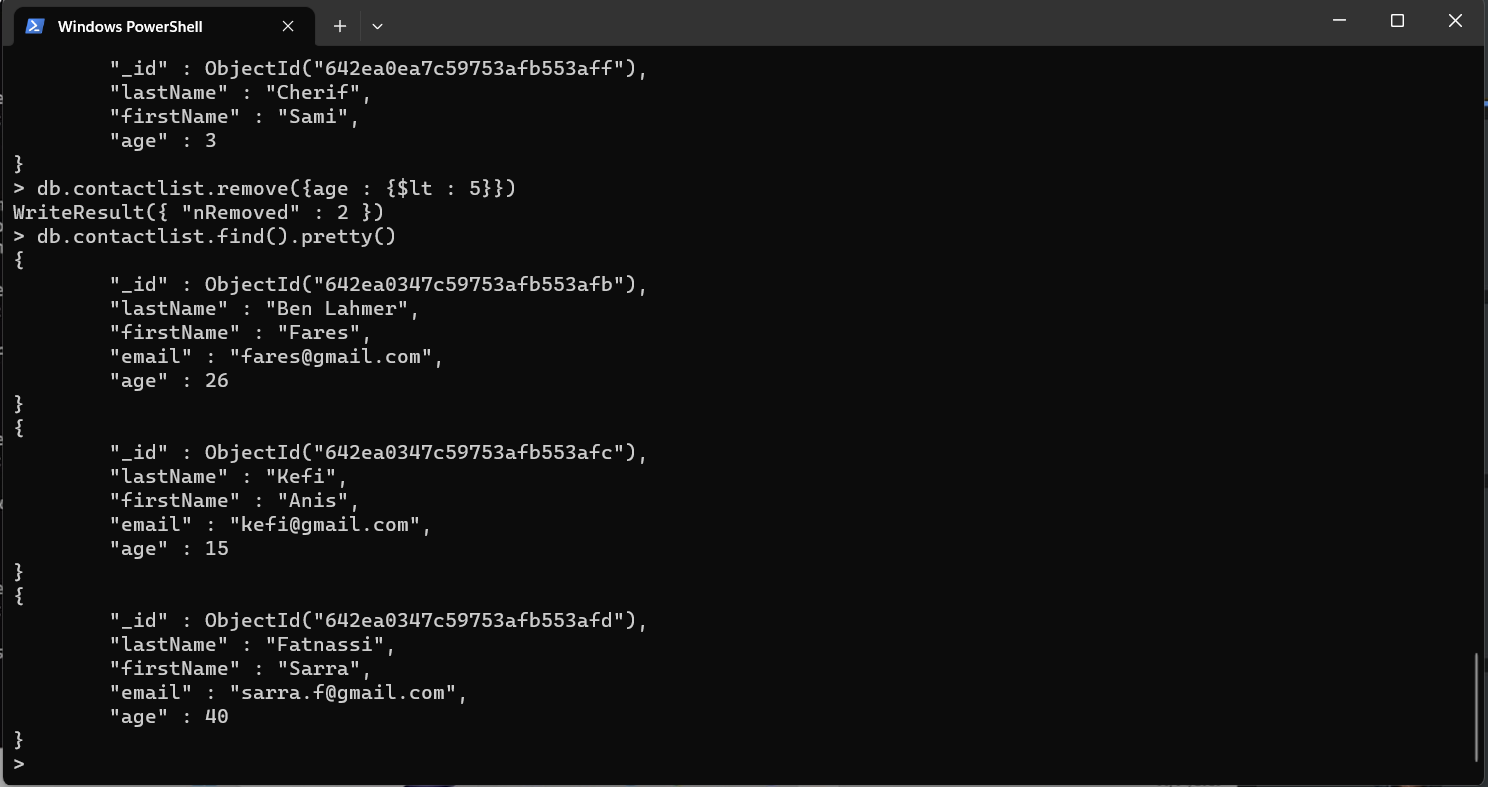 Windows PowerShell
"_id" : ObjectId("642ea0ea7c59753afb553aff"),
"lastName" : "Cherif",
"firstName" : "Sami",
"age" : 3
}
> db.contactlist.remove({age : {$lt : 5}})
WriteResult({ "nRemoved" : 2 })
> db.contactlist.find().pretty()
{
"_id" : ObjectId("642ea0347c59753afb553afb"),
"lastName" : "Ben Lahmer",
"firstName" : "Fares",
"email" : "fares@gmail.com",
"age" : 26
}
{
"_id" : ObjectId("642ea0347c59753afb553afc"),
"lastName" : "Kefi",
"firstName" : "Anis",
"email" : "kefi@gmail.com",
"age" : 15
}
{
"_id" : ObjectId("642ea0347c59753afb553afd"),
"lastName" : "Fatnassi",
"firstName" : "Sarra",
"email" : "sarra.f@gmail.com",
"age" : 40
}
>